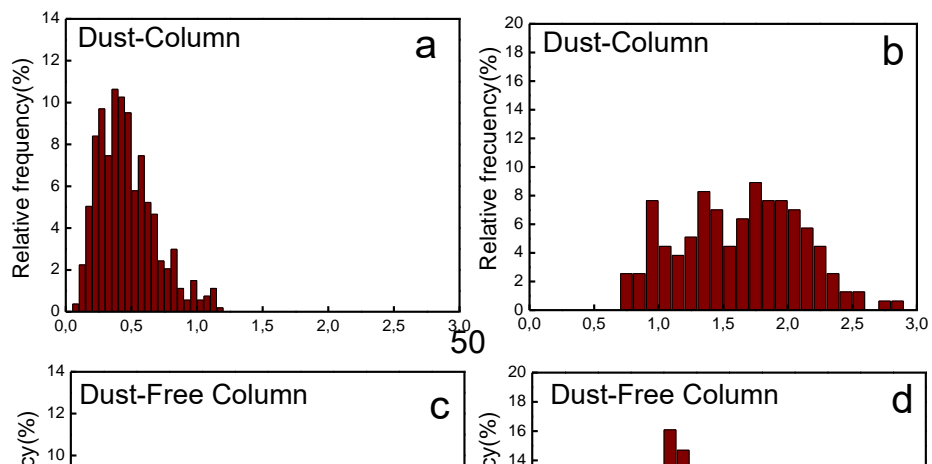 Dust-Column
a
Relative frequency(%)
14
12
10
8
6
4
2
0
0,0 0,5 1,0 1,5 2,0 2,5 3,0
Dust-Column
b
Relative frecuency(%)
20
18
16
14
12
10
8
6
4
2
0
0,0 0,5 1,0 1,5 2,0 2,5 3,0
50
Dust-Free Column
c
14
12
10
cy(%)
Dust-Free Column
d
20
18
16
14
cy(%)